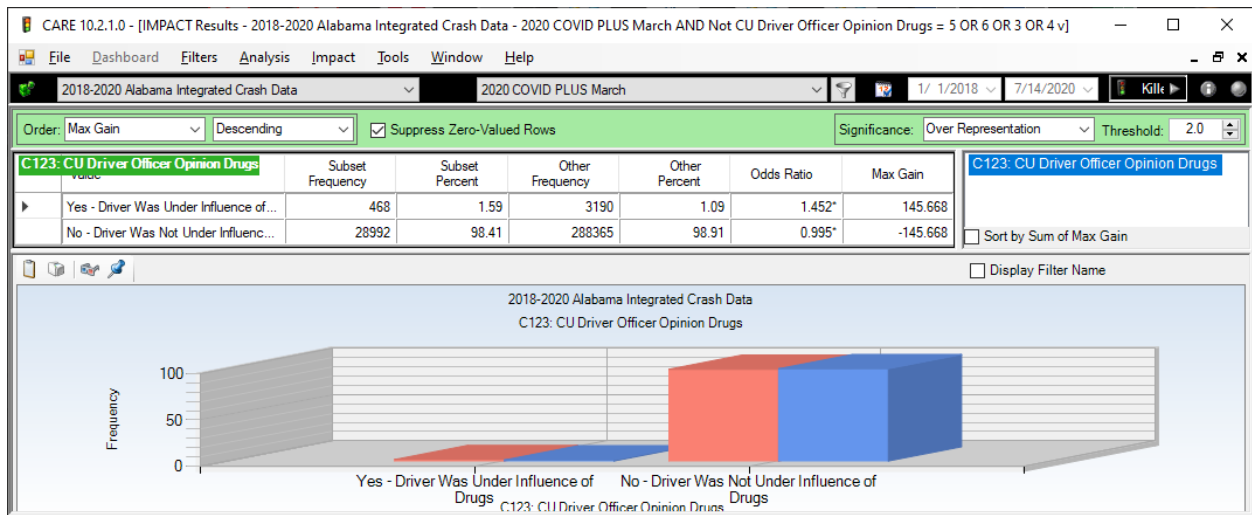 CARE 10.2.1.0 - [IMPACT Results - 2018-2020 Alabama Integrated Crash Data - 2020 COVID PLUS March AND Not CU Driver Officer Opinion Drugs = 5 OR 6 OR 3 OR 4 v]
File Dashboard Filters Analysis Impact Tools Window Help
2018-2020 Alabama Integrated Crash Data 2020 COVID PLUS March 1/ 1/2018 7/14/2020 Kille
Order: Max Gain Descending Suppress Zero-Valued Rows Significance: Over Representation Threshold: 2.0
C123: CU Driver Officer Opinion Drugs Subset Frequency Subset Percent Other Frequency Other Percent Odds Ratio Max Gain C123: CU Driver Officer Opinion Drugs
Yes - Driver Was Under Influence of... 468 1.59 3190 1.09 1.452* 145.668
No - Driver Was Not Under Influenc... 28992 98.41 288365 98.91 0.995* -145.668
Sort by Sum of Max Gain
Display Filter Name
2018-2020 Alabama Integrated Crash Data
C123: CU Driver Officer Opinion Drugs
100
50
0
Frequency
Yes - Driver Was Under Influence of Drugs
No - Driver Was Not Under Influence of Drugs
C123: CU Driver Officer Opinion Drugs